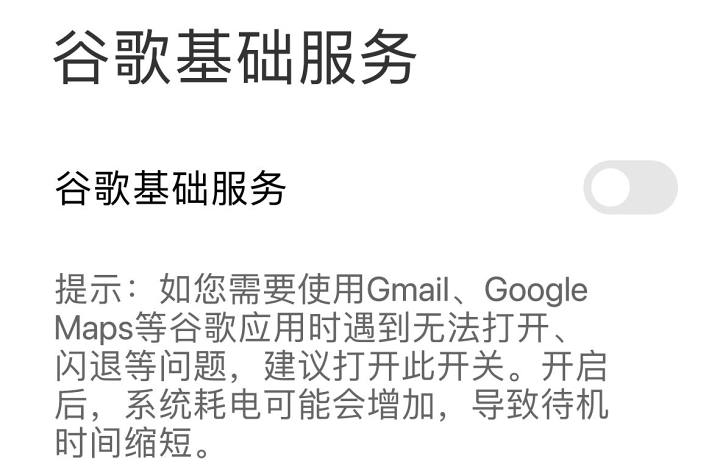 谷歌基础服务
谷歌基础服务
提示：如您需要使用Gmail、Google
Maps等谷歌应用时遇到无法打开、
闪退等问题，建议打开此开关。开启
后，系统耗电可能会增加，导致待机
时间缩短。